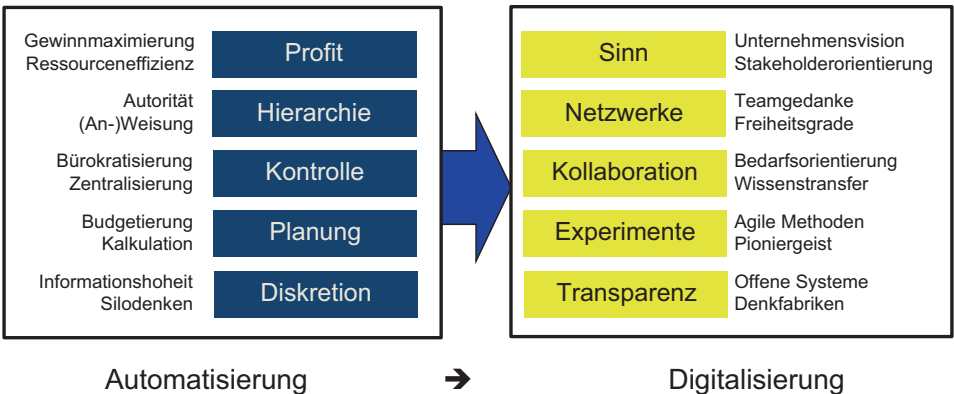 Gewinnmaximierung
Ressourceneffizienz
Profit
Autorität
(An-)Weisung
Hierarchie
Bürokratisierung
Zentralisierung
Kontrolle
Budgetierung
Kalkulation
Planung
Informationshoheit
Silodenken
Diskretion
Sinn
Unternehmensvision
Stakeholderorientierung
Netzwerke
Teamgedanke
Freiheitsgrade
Kollaboration
Bedarfsorientierung
Wissenstransfer
Experimente
Agile Methoden
Pioniergeist
Transparenz
Offene Systeme
Denkfabriken
Automatisierung ➔ Digitalisierung